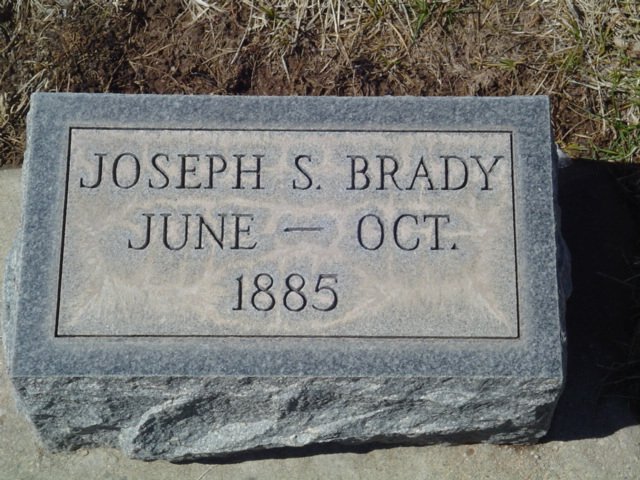 JOSEPH S. BRADY
JUNE — OCT.
1885